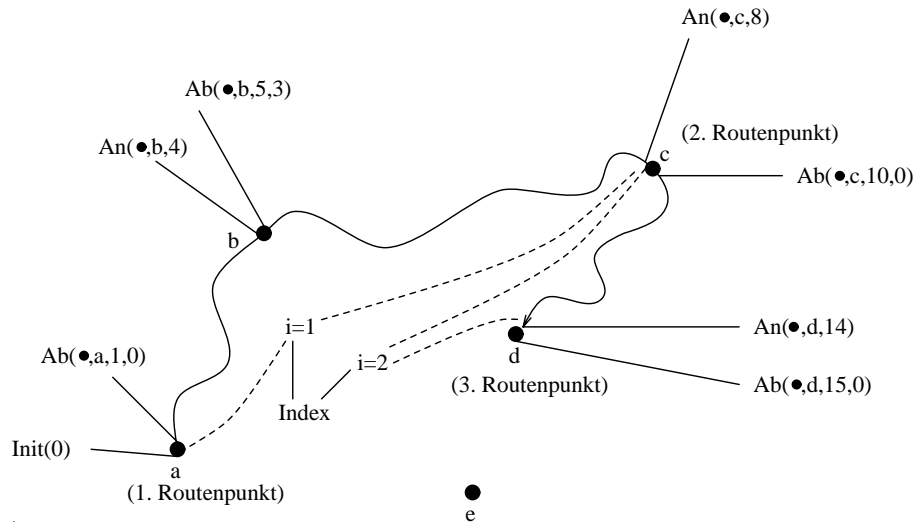 An(●,c,8)
Ab(●,b,5,3)
(2. Routenpunkt)
An(●,b,4)
c
Ab(●,c,10,0)
b
i=1
An(●,d,14)
d
Ab(●,a,1,0)
i=2
(3. Routenpunkt)
Ab(●,d,15,0)
Index
Init(0)
a
(1. Routenpunkt)
e